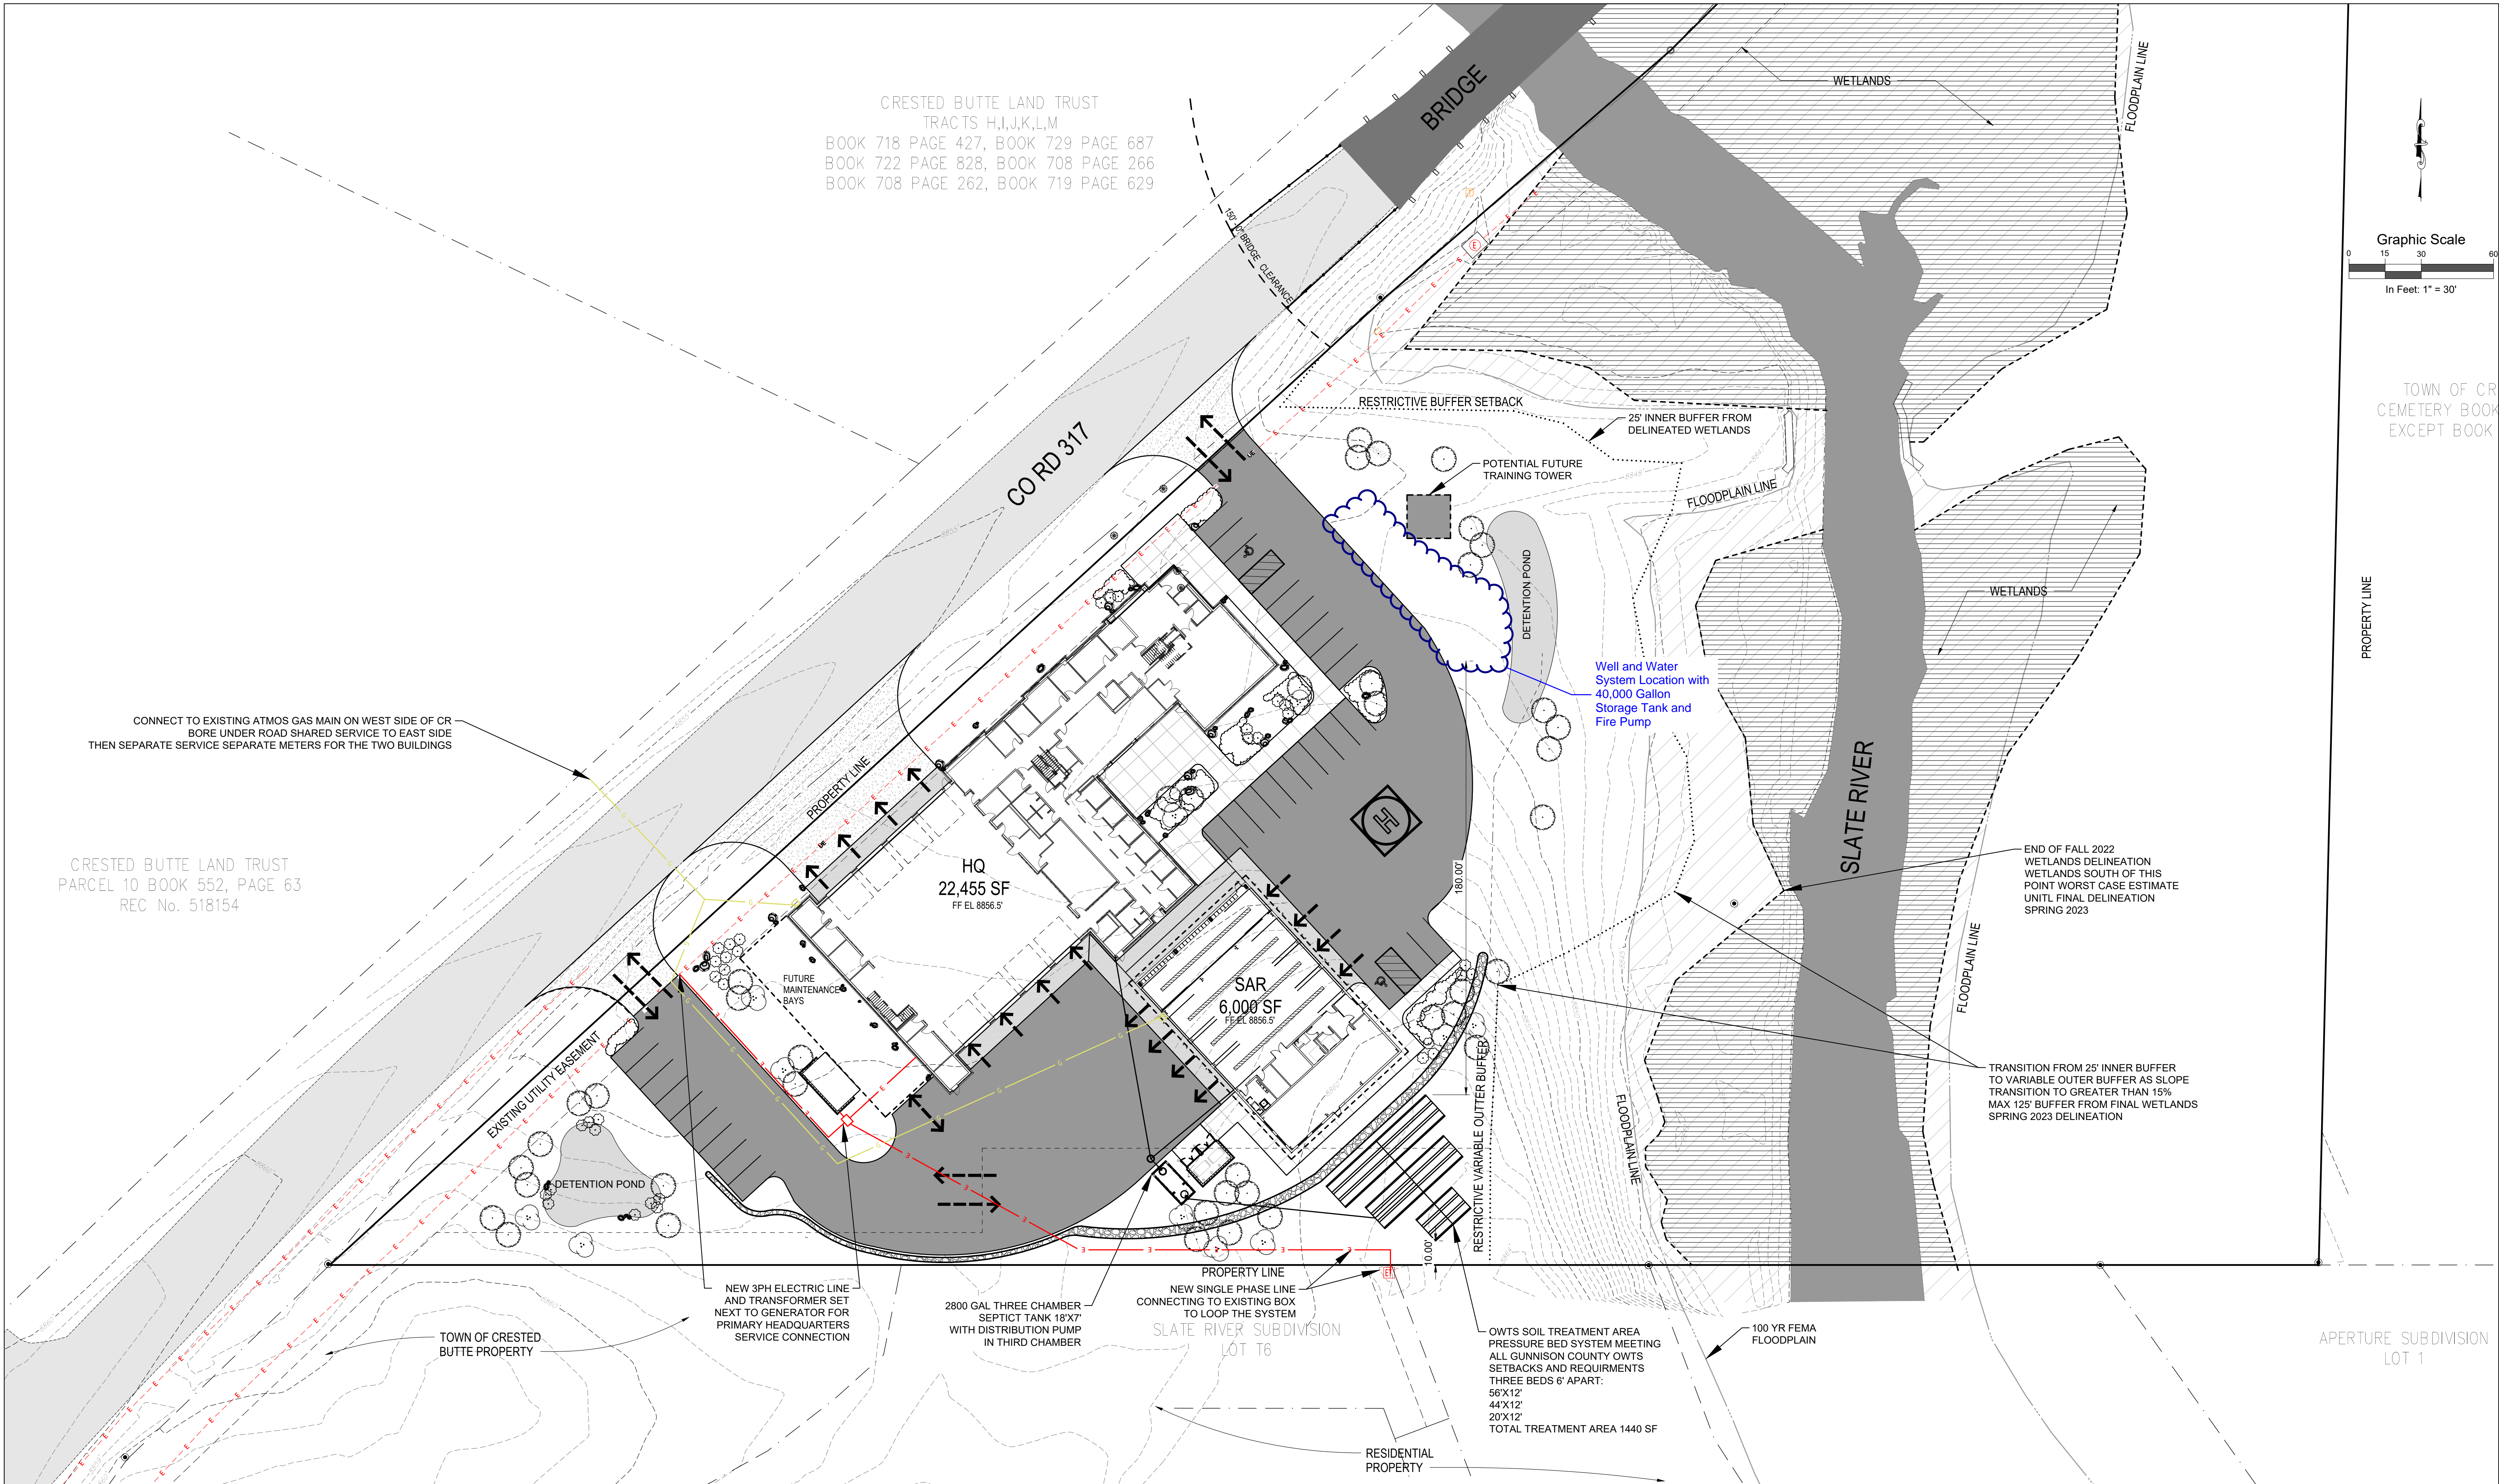 CRESTED BUTTE LAND TRUST
TRACTS H,I,J,K,L,M
BOOK 718 PAGE 427, BOOK 729 PAGE 687
BOOK 722 PAGE 828, BOOK 708 PAGE 266
BOOK 708 PAGE 262, BOOK 719 PAGE 629
BRIDGE
WETLANDS
FLOODPLAIN LINE
Graphic Scale
0 15 30 60
In Feet: 1" = 30'
BRIDGE CLEARANCE
TOWN OF CR
CEMETERY BOOK
EXCEPT BOOK
RESTRICTIVE BUFFER SETBACK
25' INNER BUFFER FROM
DELINEATED WETLANDS
CO RD 317
POTENTIAL FUTURE
TRAINING TOWER
FLOODPLAIN LINE
DETENTION POND
WETLANDS
PROPERTY LINE
Well and Water
System Location with
40,000 Gallon
Storage Tank and
Fire Pump
CONNECT TO EXISTING ATMOS GAS MAIN ON WEST SIDE OF CR
BORE UNDER ROAD SHARED SERVICE TO EAST SIDE
THEN SEPARATE SERVICE SEPARATE METERS FOR THE TWO BUILDINGS
PROPERTY LINE
SLATE RIVER
H
HQ
22,455 SF
FF EL 8856.5'
180.00'
END OF FALL 2022
WETLANDS DELINEATION
WETLANDS SOUTH OF THIS
POINT WORST CASE ESTIMATE
UNITL FINAL DELINEATION
SPRING 2023
CRESTED BUTTE LAND TRUST
PARCEL 10 BOOK 552, PAGE 63
REC No. 518154
FUTURE
MAINTENANCE
BAYS
SAR
6,000 SF
FF EL 8856.5'
FLOODPLAIN LINE
EXISTING UTILITY EASEMENT
RESTRICTIVE VARIABLE OUTTER BUFFER
FLOODPLAIN LINE
TRANSITION FROM 25' INNER BUFFER
TO VARIABLE OUTER BUFFER AS SLOPE
TRANSITION TO GREATER THAN 15%
MAX 125' BUFFER FROM FINAL WETLANDS
SPRING 2023 DELINEATION
DETENTION POND
10.00'
PROPERTY LINE
NEW 3PH ELECTRIC LINE
AND TRANSFORMER SET
NEXT TO GENERATOR FOR
PRIMARY HEADQUARTERS
SERVICE CONNECTION
2800 GAL THREE CHAMBER
SEPTICT TANK 18'X7'
WITH DISTRIBUTION PUMP
IN THIRD CHAMBER
NEW SINGLE PHASE LINE
CONNECTING TO EXISTING BOX
TO LOOP THE SYSTEM
SLATE RIVER SUBDIVISION
LOT T6
TOWN OF CRESTED
BUTTE PROPERTY
OWTS SOIL TREATMENT AREA
PRESSURE BED SYSTEM MEETING
ALL GUNNISON COUNTY OWTS
SETBACKS AND REQUIRMENTS
THREE BEDS 6' APART:
56'X12'
44'X12'
20'X12'
TOTAL TREATMENT AREA 1440 SF
100 YR FEMA
FLOODPLAIN
APERTURE SUBDIVISION
LOT 1
RESIDENTIAL
PROPERTY